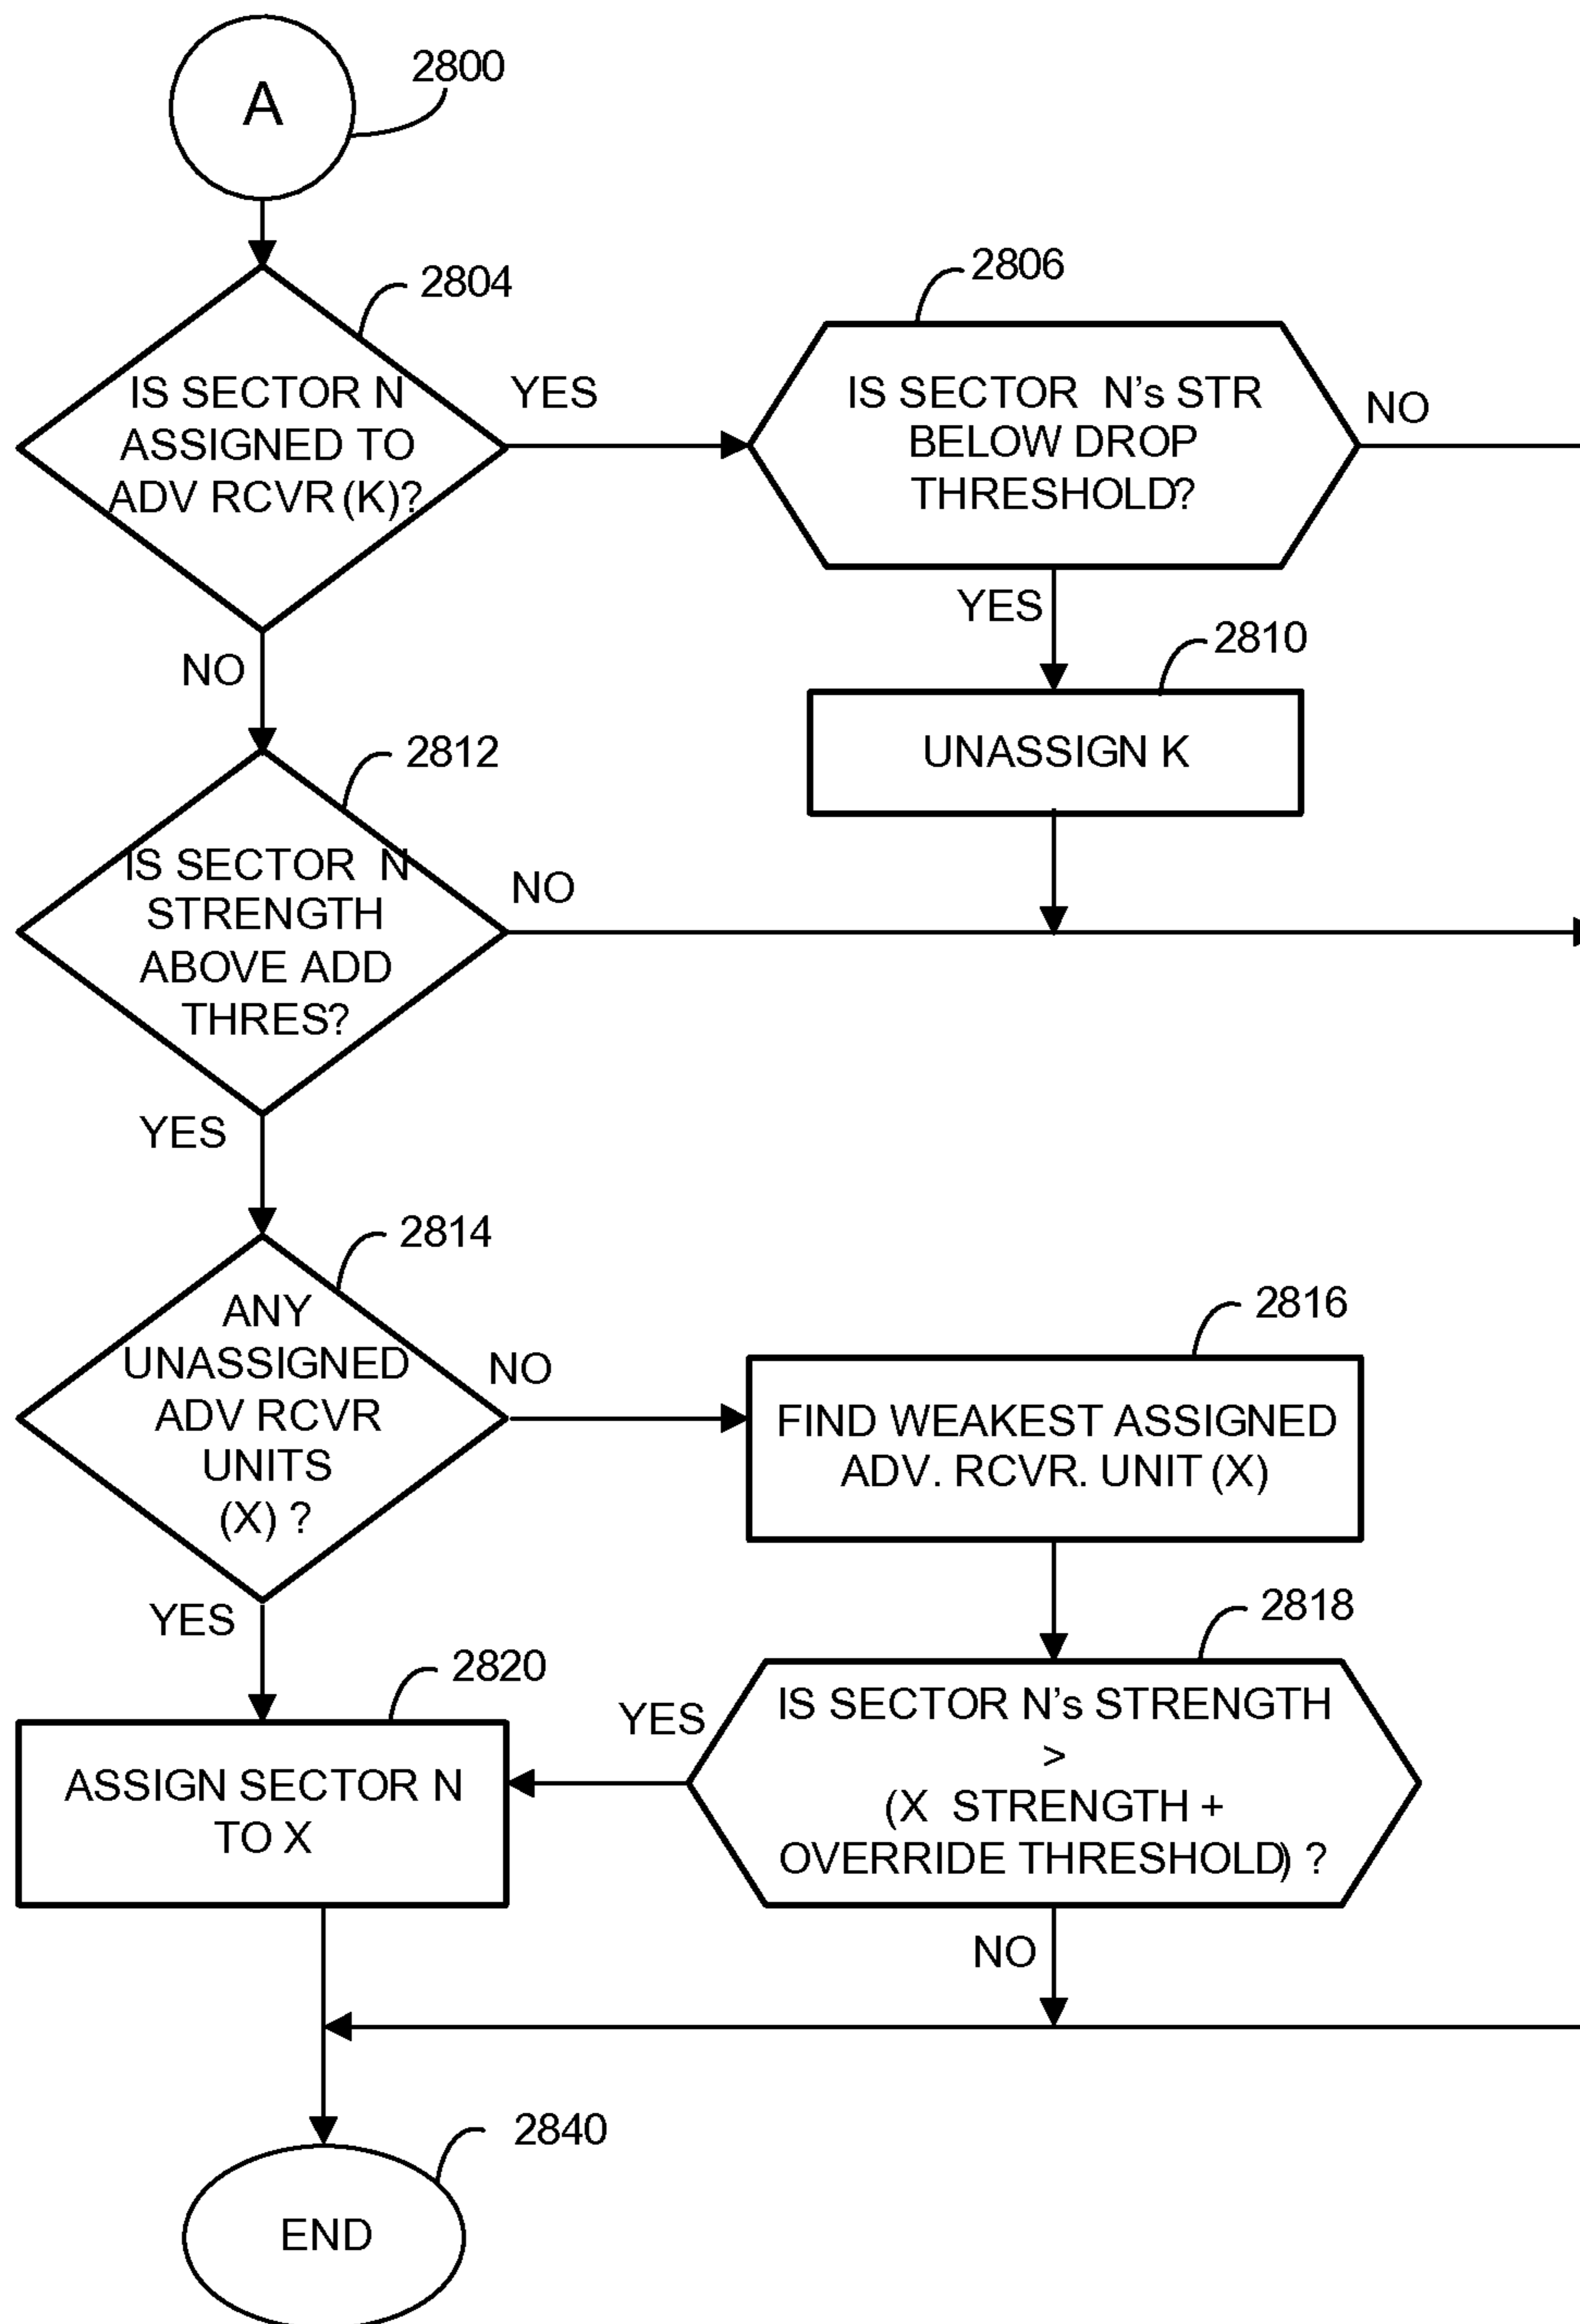 A
2800
2804
IS SECTOR N
ASSIGNED TO
ADV RCVR (K)?
YES
NO
2806
IS SECTOR N's STR
BELOW DROP
THRESHOLD?
NO
YES
2810
UNASSIGN K
2812
IS SECTOR N
STRENGTH
ABOVE ADD
THRES?
NO
YES
2814
ANY
UNASSIGNED
ADV RCVR
UNITS
(X) ?
NO
YES
2816
FIND WEAKEST ASSIGNED
ADV. RCVR. UNIT (X)
2818
IS SECTOR N's STRENGTH
>
(X STRENGTH +
OVERRIDE THRESHOLD) ?
YES
NO
2820
ASSIGN SECTOR N
TO X
2840
END